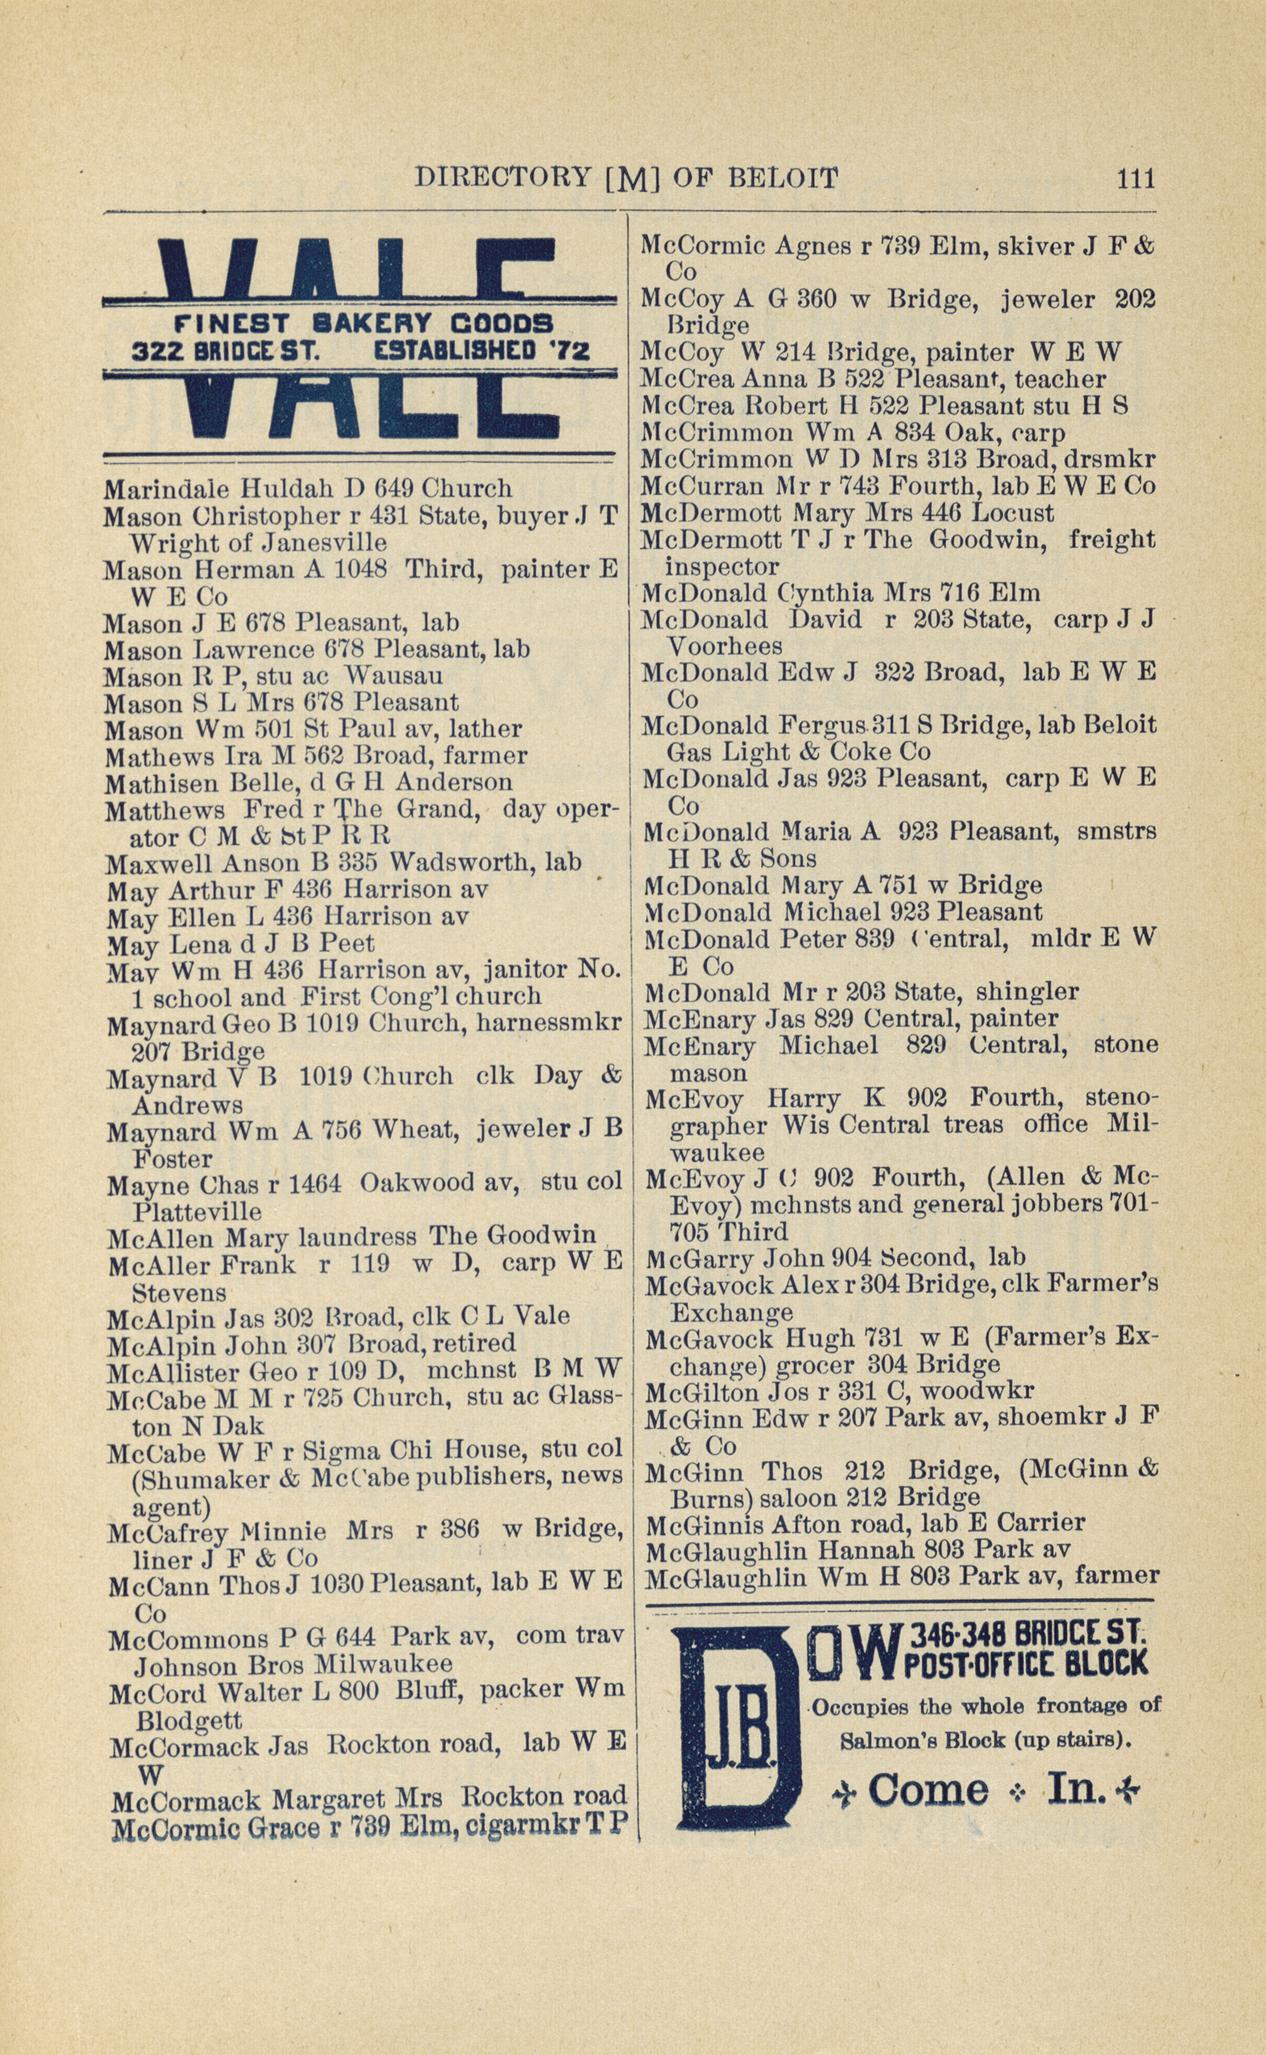 DIRECTORY [M] OF BELOIT 111
VALE
FINEST BAKERY GOODS
322 BRIDGE ST. ESTABLISHED '72
VALE
Marindale Huldah D 649 Church
Mason Christopher r 431 State, buyer J T
Wright of Janesville
Mason Herman A 1048 Third, painter E
W E Co
Mason J E 678 Pleasant, lab
Mason Lawrence 678 Pleasant, lab
Mason R P, stu ac Wausau
Mason S L Mrs 678 Pleasant
Mason Wm 501 St Paul av, lather
Mathews Ira M 562 Broad, farmer
Mathisen Belle, d G H Anderson
Matthews Fred r The Grand, day oper-
ator C M & St P R R
Maxwell Anson B 335 Wadsworth, lab
May Arthur F 436 Harrison av
May Ellen L 436 Harrison av
May Lena d J B Peet
May Wm H 436 Harrison av, janitor No.
1 school and First Cong'l church
Maynard Geo B 1019 Church, harnessmkr
207 Bridge
Maynard V B 1019 Church clk Day &
Andrews
Maynard Wm A 756 Wheat, jeweler J B
Foster
Mayne Chas r 1464 Oakwood av, stu col
Platteville
McAllen Mary laundress The Goodwin
McAller Frank r 119 w D, carp W E
Stevens
McAlpin Jas 302 Broad, clk C L Vale
McAlpin John 307 Broad, retired
McAllister Geo r 109 D, mchnst B M W
McCabe M M r 725 Church, stu ac Glass-
ton N Dak
McCabe W F r Sigma Chi House, stu col
(Shumaker & McCabe publishers, news
agent)
McCafrey Minnie Mrs r 386 w Bridge,
liner J F & Co
McCann Thos J 1030 Pleasant, lab E W E
Co
McCommons P G 644 Park av, com trav
Johnson Bros Milwaukee
McCord Walter L 800 Bluff, packer Wm
Blodgett
McCormack Jas Rockton road, lab W E
W
McCormack Margaret Mrs Rockton road
McCormic Grace r 739 Elm, cigarmkr T P
McCormic Agnes r 739 Elm, skiver J F &
Co
McCoy A G 360 w Bridge, jeweler 202
Bridge
McCoy W 214 Bridge, painter W E W
McCrea Anna B 522 Pleasant, teacher
McCrea Robert H 522 Pleasant stu H S
McCrimmon Wm A 834 Oak, carp
McCrimmon W D Mrs 313 Broad, drsmkr
McCurran Mr r 743 Fourth, lab E W E Co
McDermott Mary Mrs 446 Locust
McDermott T J r The Goodwin, freight
inspector
McDonald Cynthia Mrs 716 Elm
McDonald David r 203 State, carp J J
Voorhees
McDonald Edw J 322 Broad, lab E W E
Co
McDonald Fergus 311 S Bridge, lab Beloit
Gas Light & Coke Co
McDonald Jas 923 Pleasant, carp E W E
Co
McDonald Maria A 923 Pleasant, smstrs
H R & Sons
McDonald Mary A 751 w Bridge
McDonald Michael 923 Pleasant
McDonald Peter 839 Central, mldr E W
E Co
McDonald Mr r 203 State, shingler
McEnary Jas 829 Central, painter
McEnary Michael 829 Central, stone
mason
McEvoy Harry K 902 Fourth, steno-
grapher Wis Central treas office Mil-
waukee
McEvoy J C 902 Fourth, (Allen & Mc-
Evoy) mchnsts and general jobbers 701-
705 Third
McGarry John 904 Second, lab
McGavock Alex r 304 Bridge, clk Farmer's
Exchange
McGavock Hugh 731 w E (Farmer's Ex-
change) grocer 304 Bridge
McGilton Jos r 331 C, woodwkr
McGinn Edw r 207 Park av, shoemkr J F
& Co
McGinn Thos 212 Bridge, (McGinn &
Burns) saloon 212 Bridge
McGinnis Afton road, lab E Carrier
McGlaughlin Hannah 803 Park av
McGlaughlin Wm H 803 Park av, farmer
J.B. DOW 346-348 BRIDGE ST.
POST-OFFICE BLOCK
Occupies the whole frontage of
Salmon's Block (up stairs).
Come In.